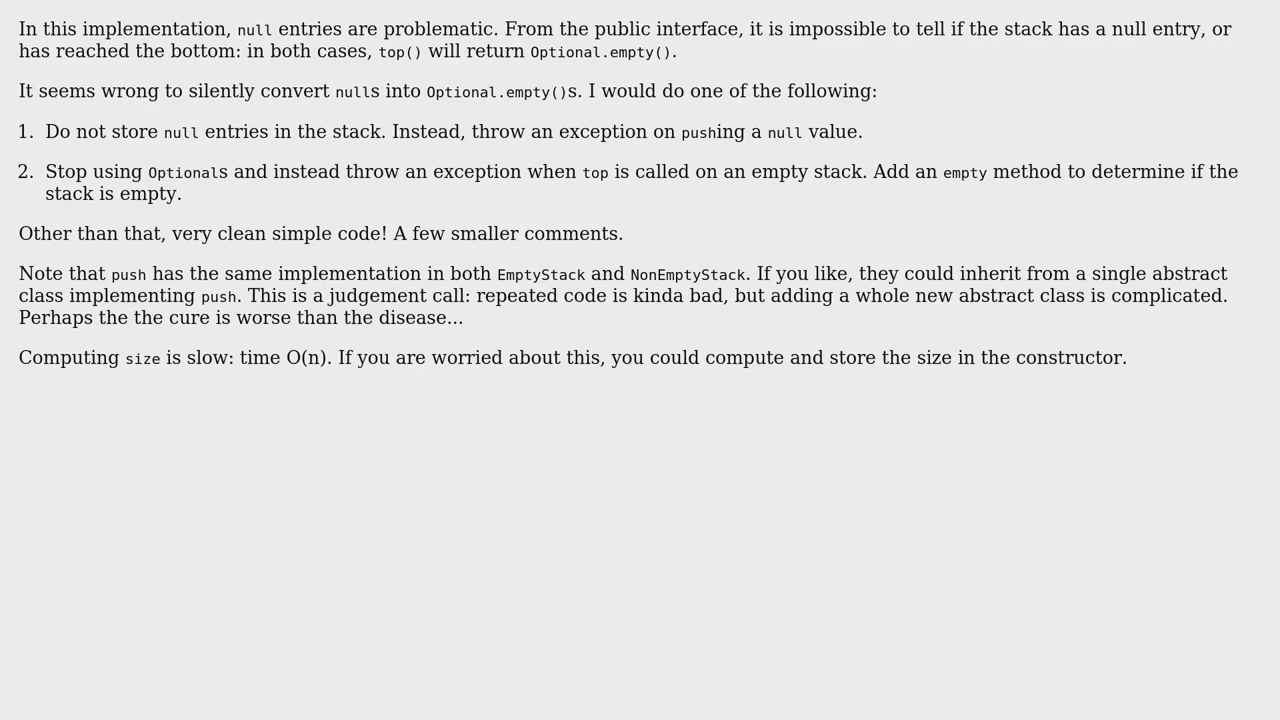 In this implementation, null entries are problematic. From the public interface, it is impossible to tell if the stack has a null entry, or
has reached the bottom: in both cases, top() will return Optional.empty().
It seems wrong to silently convert nulls into Optional.empty()s. I would do one of the following:
1. Do not store null entries in the stack. Instead, throw an exception on pushing a null value.
2. Stop using Optionals and instead throw an exception when top is called on an empty stack. Add an empty method to determine if the
stack is empty.
Other than that, very clean simple code! A few smaller comments.
Note that push has the same implementation in both EmptyStack and NonEmptyStack. If you like, they could inherit from a single abstract
class implementing push. This is a judgement call: repeated code is kinda bad, but adding a whole new abstract class is complicated.
Perhaps the the cure is worse than the disease...
Computing size is slow: time O(n). If you are worried about this, you could compute and store the size in the constructor.